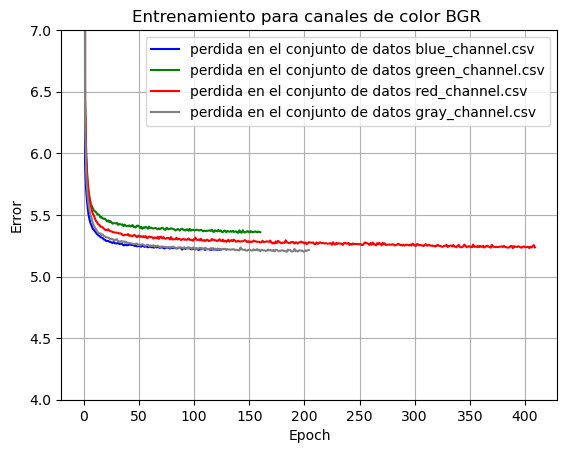 Entrenamiento para canales de color BGR
perdida en el conjunto de datos blue_channel.csv
perdida en el conjunto de datos green_channel.csv
perdida en el conjunto de datos red_channel.csv
perdida en el conjunto de datos gray_channel.csv
7.0
6.5
6.0
5.5
5.0
4.5
4.0
Error
0 50 100 150 200 250 300 350 400
Epoch